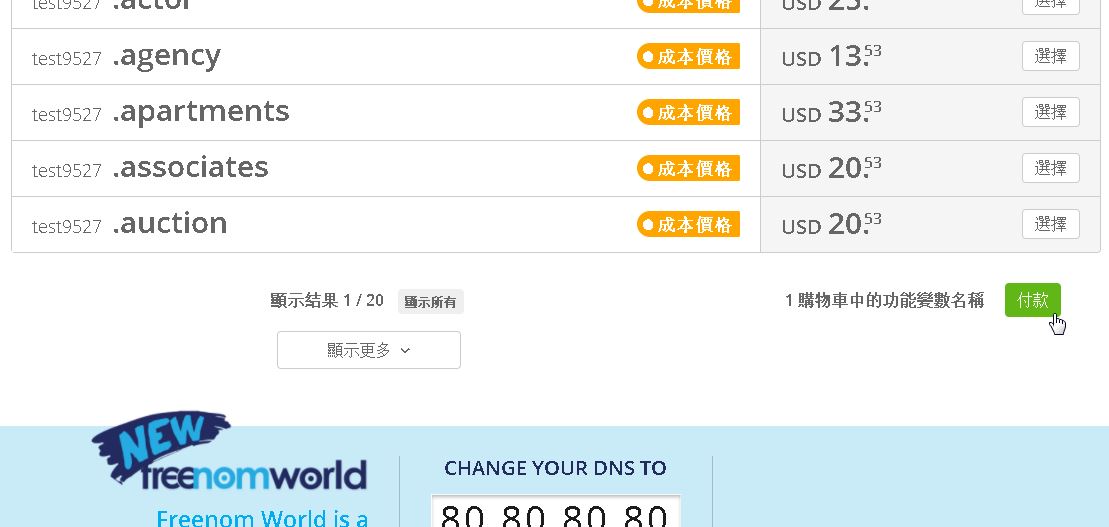 test9527 .actor 成本價格 USD 25. 選擇
test9527 .agency 成本價格 USD 13.53 選擇
test9527 .apartments 成本價格 USD 33.53 選擇
test9527 .associates 成本價格 USD 20.53 選擇
test9527 .auction 成本價格 USD 20.53 選擇
顯示結果 1 / 20 顯示所有 1 購物車中的功能變數名稱 付款
顯示更多
NEW
freenomworld
CHANGE YOUR DNS TO
Freenom World is a
80 80 80 80